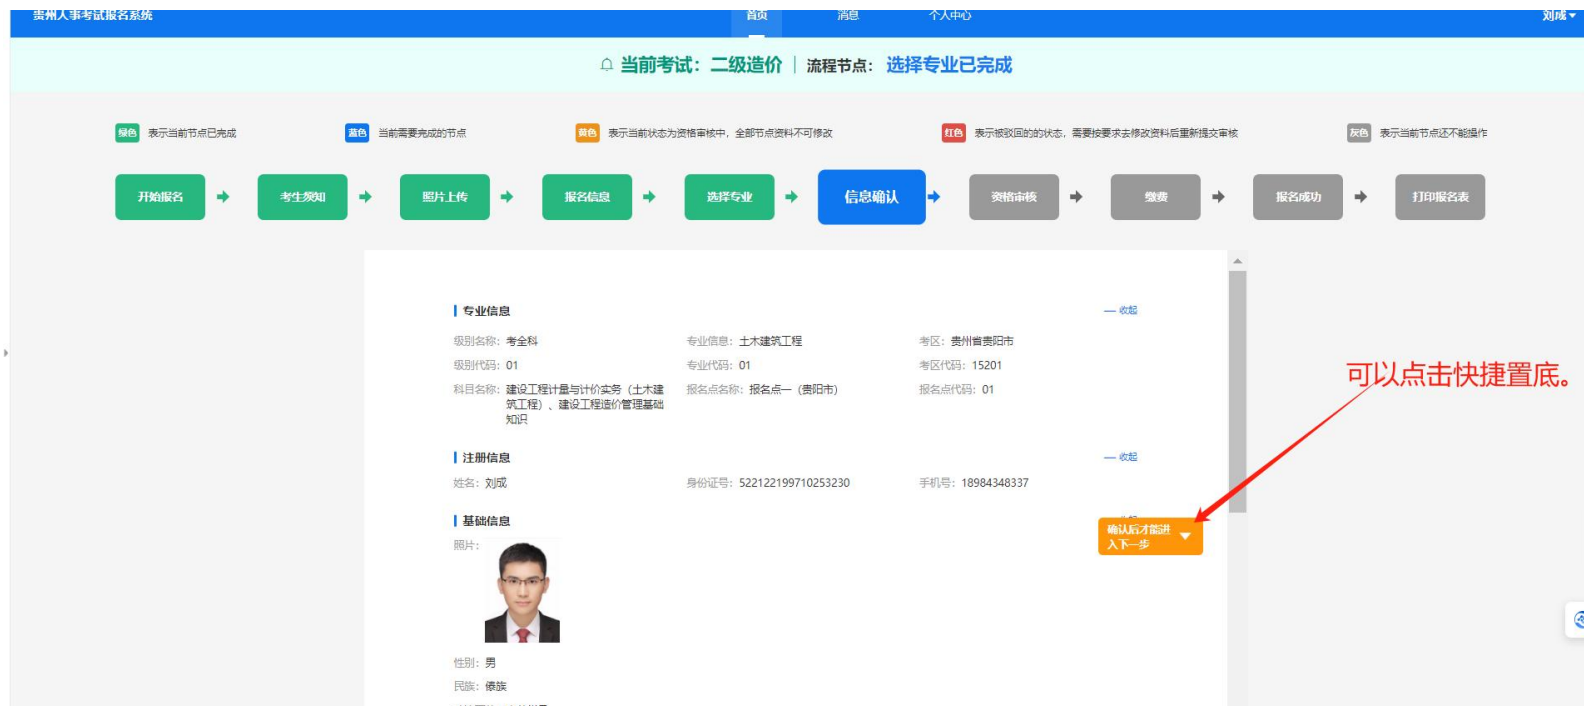 贵州人事考试报名系统 首页 消息 个人中心 刘成
当前考试：二级造价 | 流程节点： 选择专业已完成
绿色 表示当前节点已完成 蓝色 当前需要完成的节点 黄色 表示当前状态为资格审核中，全部节点资料不可修改 红色 表示被驳回的的状态，需要按要求去修改资料后重新提交审核 灰色 表示当前节点还不能操作
开始报名 考生须知 照片上传 报名信息 选择专业 信息确认 资格审核 缴费 报名成功 打印报名表
专业信息 — 收起
级别名称：考全科 专业信息：土木建筑工程 考区：贵州省贵阳市
级别代码：01 专业代码：01 考区代码：15201
科目名称：建设工程计量与计价实务（土木建 报名点名称：报名点一（贵阳市） 报名点代码：01
筑工程）、建设工程造价管理基础
知识
可以点击快捷置底。
注册信息 — 收起
姓名：刘成 身份证号：522122199710253230 手机号：18984348337
基础信息
确认后才能进
入下一步
照片：
性别：男
民族：傣族